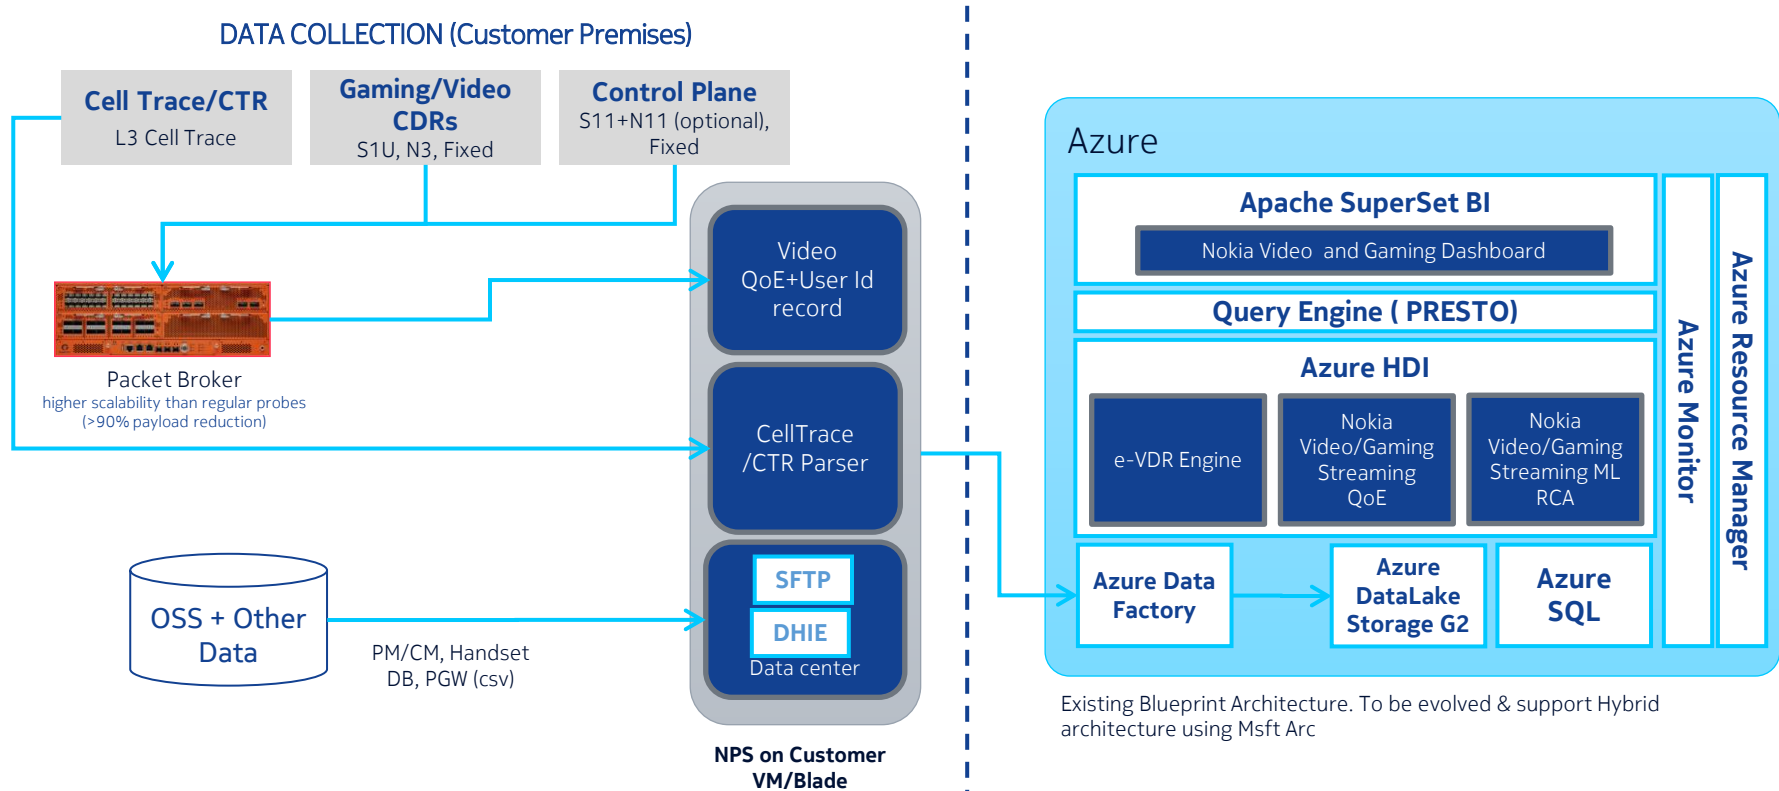 DATA COLLECTION (Customer Premises)
Cell Trace/CTR
L3 Cell Trace
Gaming/Video
CDRs
S1U, N3, Fixed
Control Plane
S11+N11 (optional),
Fixed
Packet Broker
higher scalability than regular probes
(>90% payload reduction)
OSS + Other
Data
PM/CM, Handset
DB, PGW (csv)
Video
QoE+User Id
record
CellTrace
/CTR Parser
SFTP
DHIE
Data center
NPS on Customer
VM/Blade
Azure
Apache SuperSet BI
Nokia Video and Gaming Dashboard
Query Engine ( PRESTO)
Azure HDI
e-VDR Engine
Nokia
Video/Gaming
Streaming
QoE
Nokia
Video/Gaming
Streaming ML
RCA
Azure Data
Factory
Azure
DataLake
Storage G2
Azure
SQL
Azure Monitor
Azure Resource Manager
Existing Blueprint Architecture. To be evolved & support Hybrid
architecture using Msft Arc